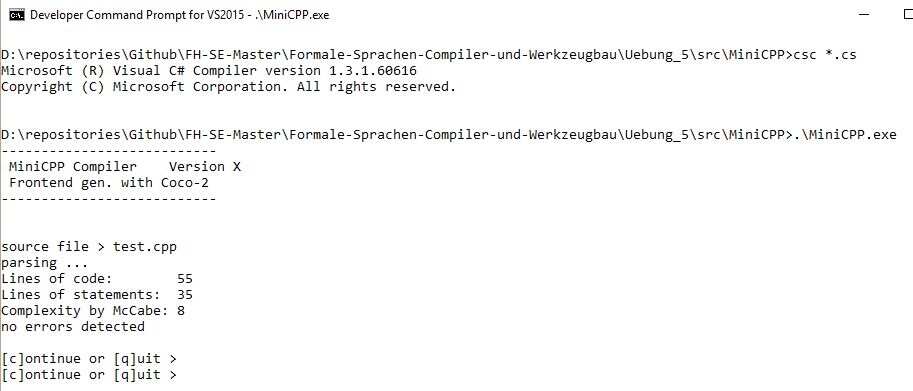 Developer Command Prompt for VS2015 - .\MiniCPP.exe
D:\repositories\Github\FH-SE-Master\Formale-Sprachen-Compiler-und-Werkzeugbau\Uebung_5\src\MiniCPP>csc *.cs
Microsoft (R) Visual C# Compiler version 1.3.1.60616
Copyright (C) Microsoft Corporation. All rights reserved.
D:\repositories\Github\FH-SE-Master\Formale-Sprachen-Compiler-und-Werkzeugbau\Uebung_5\src\MiniCPP>.\MiniCPP.exe
---------------------------
MiniCPP Compiler    Version X
Frontend gen. with Coco-2
---------------------------
source file > test.cpp
parsing ...
Lines of code:        55
Lines of statements:  35
Complexity by McCabe: 8
no errors detected
[c]ontinue or [q]uit >
[c]ontinue or [q]uit >